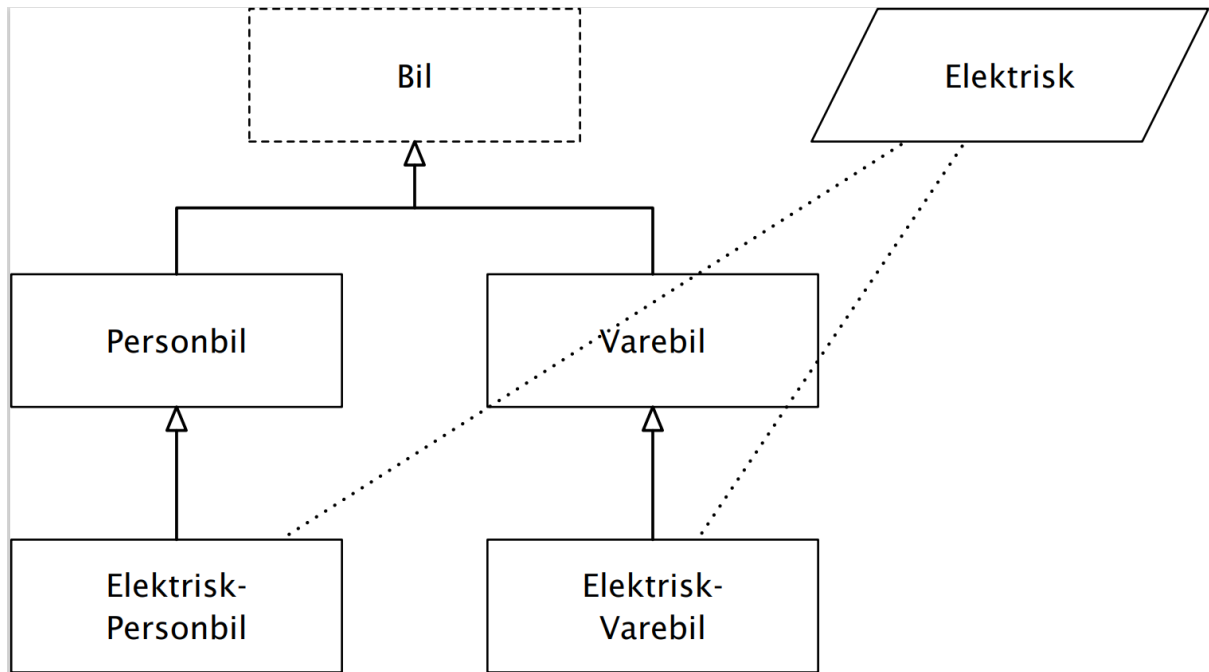 Bil
Elektrisk
Personbil
Varebil
Elektrisk-
Personbil
Elektrisk-
Varebil